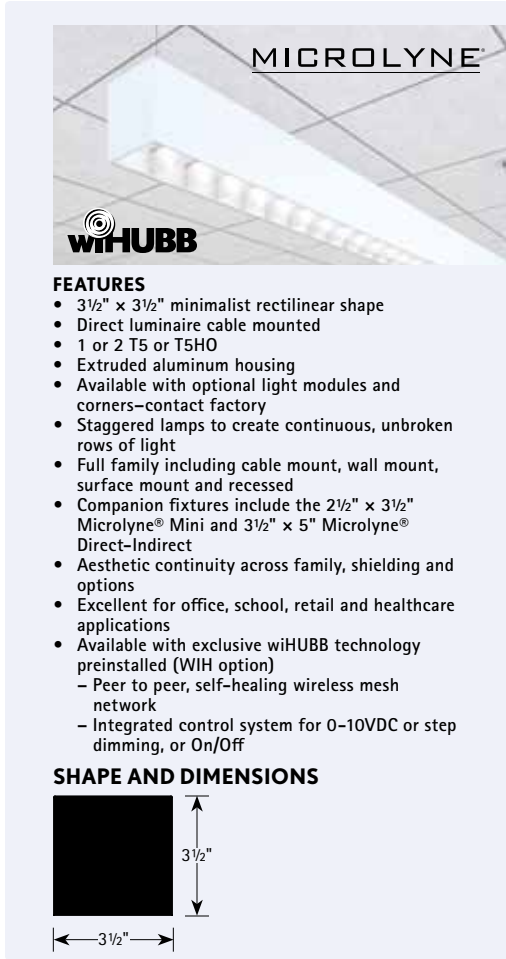 MICROLYNE®
wiHUBB
FEATURES
• 3½" × 3½" minimalist rectilinear shape
• Direct luminaire cable mounted
• 1 or 2 T5 or T5HO
• Extruded aluminum housing
• Available with optional light modules and
corners–contact factory
• Staggered lamps to create continuous, unbroken
rows of light
• Full family including cable mount, wall mount,
surface mount and recessed
• Companion fixtures include the 2½" × 3½"
Microlyne® Mini and 3½" × 5" Microlyne®
Direct-Indirect
• Aesthetic continuity across family, shielding and
options
• Excellent for office, school, retail and healthcare
applications
• Available with exclusive wiHUBB technology
preinstalled (WIH option)
– Peer to peer, self-healing wireless mesh
network
– Integrated control system for 0-10VDC or step
dimming, or On/Off
SHAPE AND DIMENSIONS
3½"
3½"